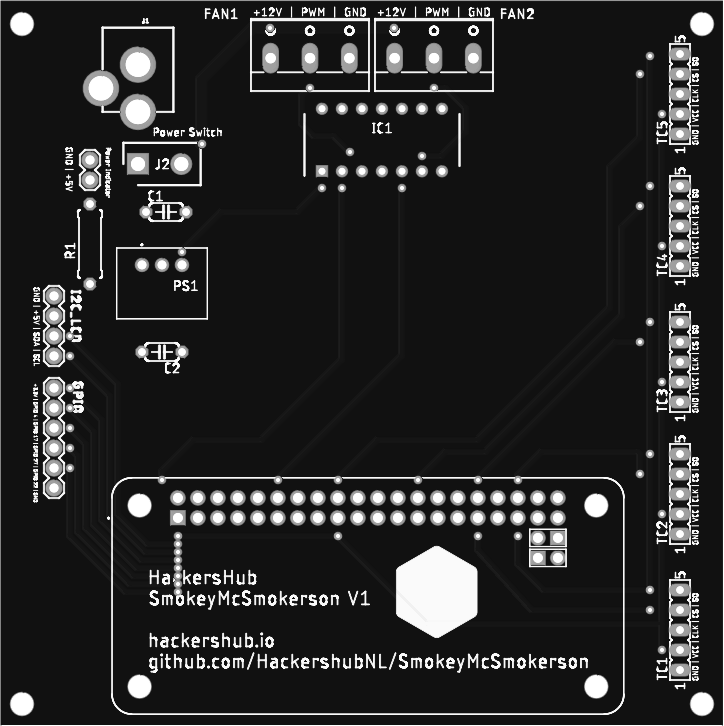 J1
FAN1 +12V | PWM | GND +12V | PWM | GND FAN2
IC1
Power Switch
J2
Power Indicator
GND | +5V
C1
R1
PS1
C2
I2C_LCD
GND | +5V | SDA | SCL
GPIO
TC5
5
GND | VCC | CLK | CS | SO
1
TC4
5
GND | VCC | CLK | CS | SO
1
TC3
5
GND | VCC | CLK | CS | SO
1
TC2
5
GND | VCC | CLK | CS | SO
1
TC1
5
GND | VCC | CLK | CS | SO
1
HackersHub
SmokeyMcSmokerson V1
hackershub.io
github.com/HackershubNL/SmokeyMcSmokerson